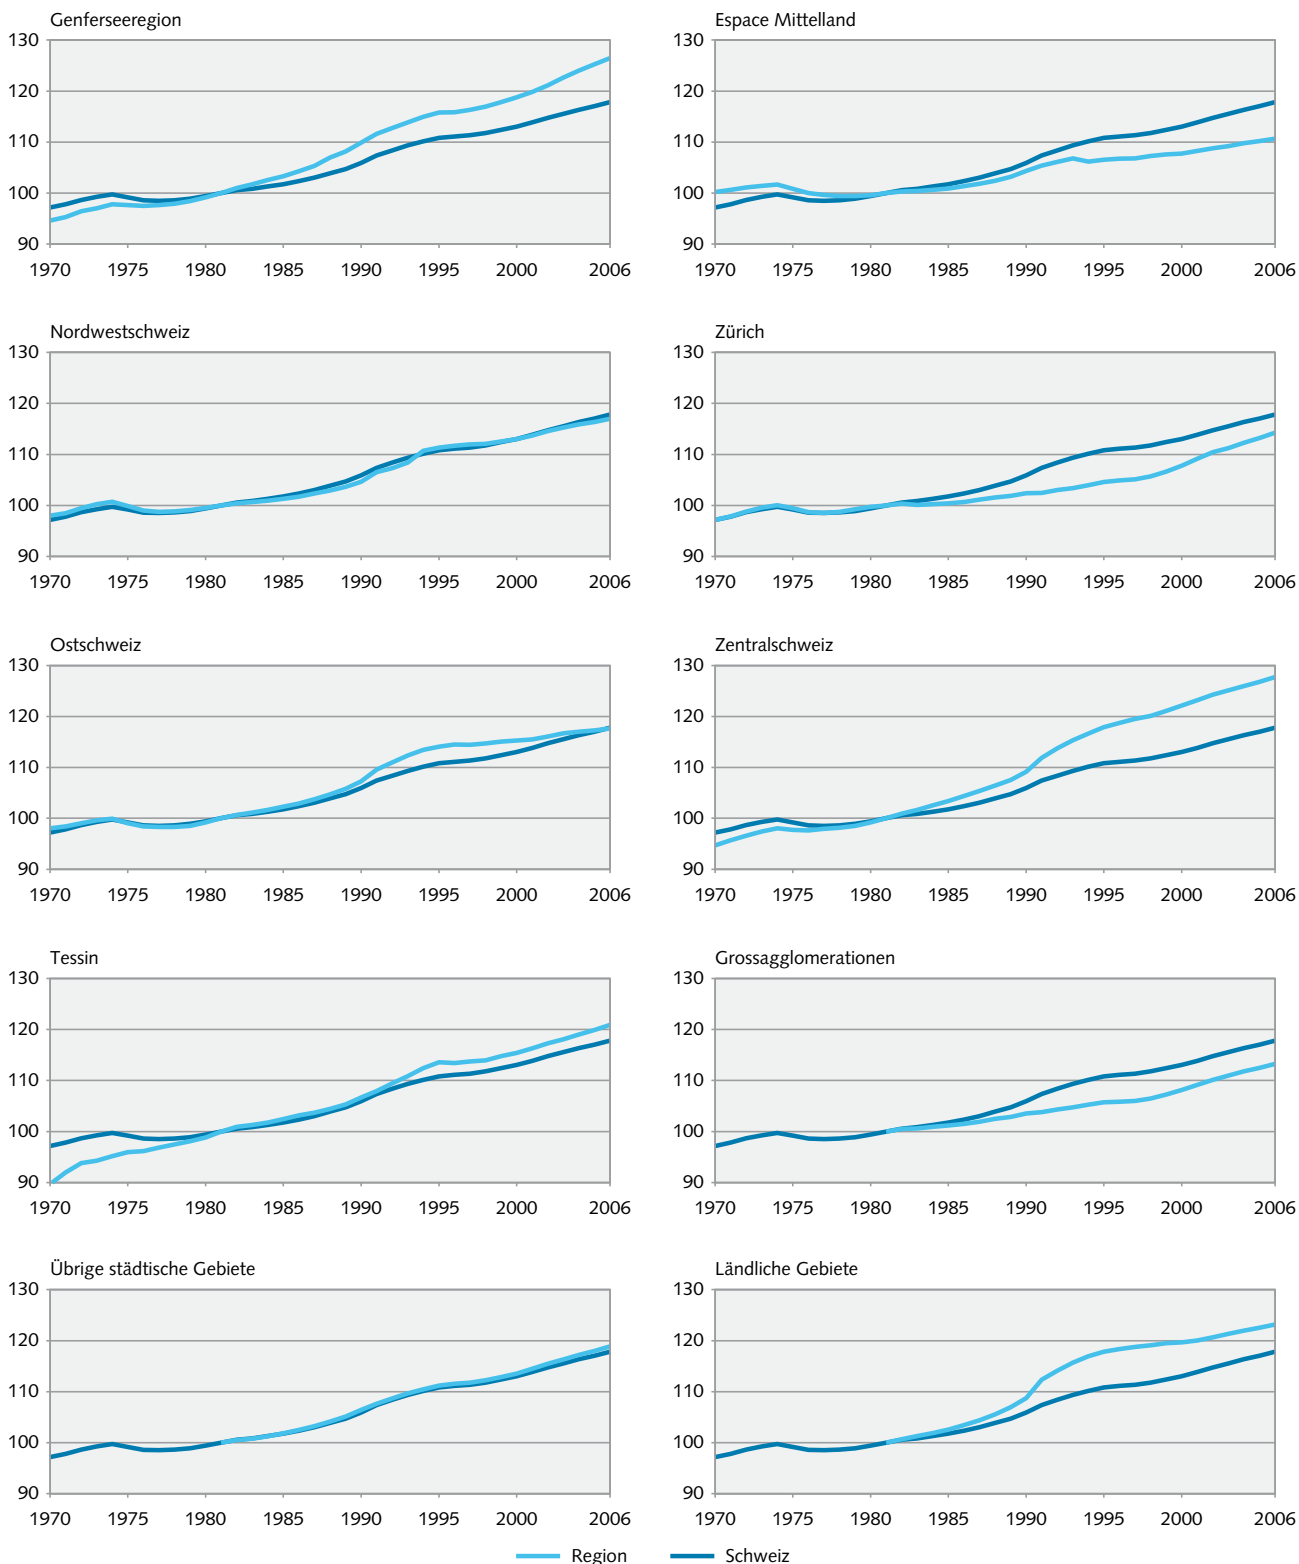 Genferseeregion
130
120
110
100
90
1970 1975 1980 1985 1990 1995 2000 2006
Espace Mittelland
130
120
110
100
90
1970 1975 1980 1985 1990 1995 2000 2006
Nordwestschweiz
130
120
110
100
90
1970 1975 1980 1985 1990 1995 2000 2006
Zürich
130
120
110
100
90
1970 1975 1980 1985 1990 1995 2000 2006
Ostschweiz
130
120
110
100
90
1970 1975 1980 1985 1990 1995 2000 2006
Zentralschweiz
130
120
110
100
90
1970 1975 1980 1985 1990 1995 2000 2006
Tessin
130
120
110
100
90
1970 1975 1980 1985 1990 1995 2000 2006
Grossagglomerationen
130
120
110
100
90
1970 1975 1980 1985 1990 1995 2000 2006
Übrige städtische Gebiete
130
120
110
100
90
1970 1975 1980 1985 1990 1995 2000 2006
Ländliche Gebiete
130
120
110
100
90
1970 1975 1980 1985 1990 1995 2000 2006
Region Schweiz